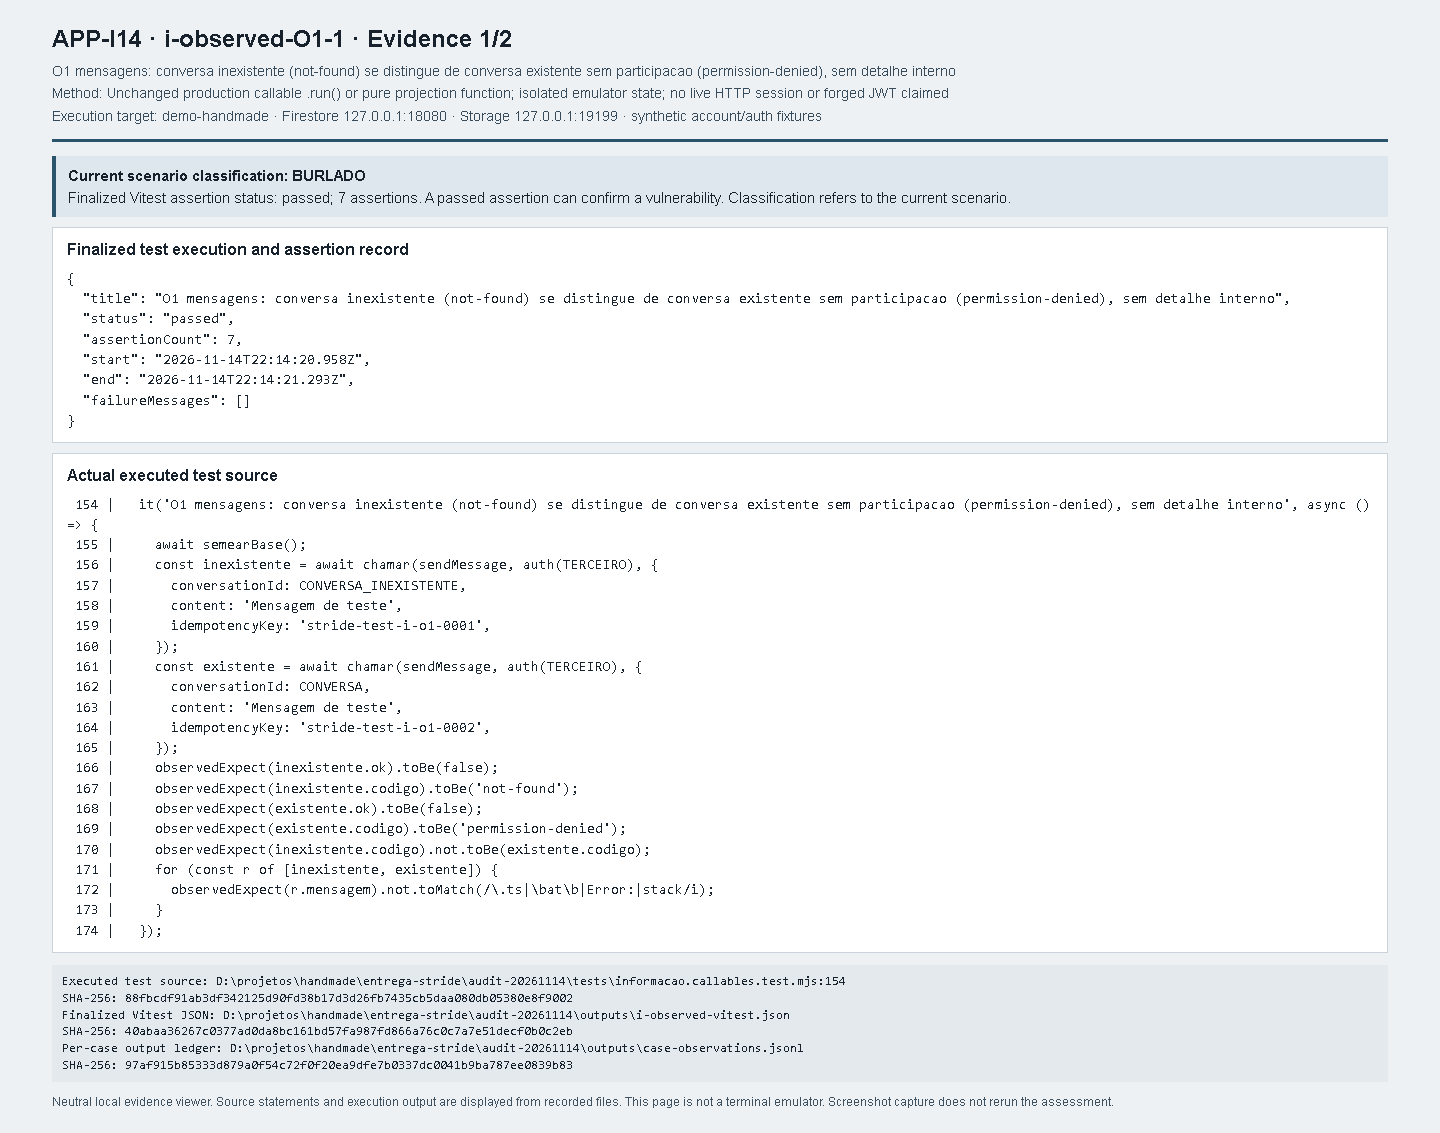 APP-I14 · i-observed-O1-1 · Evidence 1/2
O1 mensagens: conversa inexistente (not-found) se distingue de conversa existente sem participacao (permission-denied), sem detalhe interno
Method: Unchanged production callable .run() or pure projection function; isolated emulator state; no live HTTP session or forged JWT claimed
Execution target: demo-handmade · Firestore 127.0.0.1:18080 · Storage 127.0.0.1:19199 · synthetic account/auth fixtures
Current scenario classification: BURLADO
Finalized Vitest assertion status: passed; 7 assertions. A passed assertion can confirm a vulnerability. Classification refers to the current scenario.
Finalized test execution and assertion record
{
  "title": "O1 mensagens: conversa inexistente (not-found) se distingue de conversa existente sem participacao (permission-denied), sem detalhe interno",
  "status": "passed",
  "assertionCount": 7,
  "start": "2026-11-14T22:14:20.958Z",
  "end": "2026-11-14T22:14:21.293Z",
  "failureMessages": []
}
Actual executed test source
154 |   it('O1 mensagens: conversa inexistente (not-found) se distingue de conversa existente sem participacao (permission-denied), sem detalhe interno', async ()
=> {
155 |     await semearBase();
156 |     const inexistente = await chamar(sendMessage, auth(TERCEIRO), {
157 |       conversationId: CONVERSA_INEXISTENTE,
158 |       content: 'Mensagem de teste',
159 |       idempotencyKey: 'stride-test-i-o1-0001',
160 |     });
161 |     const existente = await chamar(sendMessage, auth(TERCEIRO), {
162 |       conversationId: CONVERSA,
163 |       content: 'Mensagem de teste',
164 |       idempotencyKey: 'stride-test-i-o1-0002',
165 |     });
166 |     observedExpect(inexistente.ok).toBe(false);
167 |     observedExpect(inexistente.codigo).toBe('not-found');
168 |     observedExpect(existente.ok).toBe(false);
169 |     observedExpect(existente.codigo).toBe('permission-denied');
170 |     observedExpect(inexistente.codigo).not.toBe(existente.codigo);
171 |     for (const r of [inexistente, existente]) {
172 |       observedExpect(r.mensagem).not.toMatch(/\.ts|\bat\b|Error:|stack/i);
173 |     }
174 |   });
Executed test source: D:\projetos\handmade\entrega-stride\audit-20261114\tests\informacao.callables.test.mjs:154
SHA-256: 88fbcdf91ab3df342125d90fd38b17d3d26fb7435cb5daa080db05380e8f9002
Finalized Vitest JSON: D:\projetos\handmade\entrega-stride\audit-20261114\outputs\i-observed-vitest.json
SHA-256: 40abaa36267c0377ad0da8bc161bd57fa987fd866a76c0c7a7e51decf0b0c2eb
Per-case output ledger: D:\projetos\handmade\entrega-stride\audit-20261114\outputs\case-observations.jsonl
SHA-256: 97af915b85333d879a0f54c72f0f20ea9dfe7b0337dc0041b9ba787ee0839b83
Neutral local evidence viewer. Source statements and execution output are displayed from recorded files. This page is not a terminal emulator. Screenshot capture does not rerun the assessment.